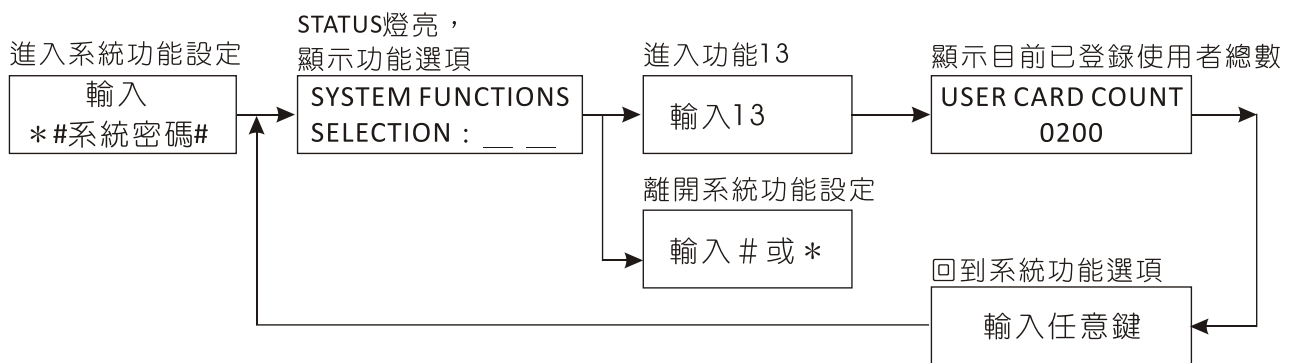 進入系統功能設定
輸入
＊#系統密碼#
STATUS燈亮，
顯示功能選項
SYSTEM FUNCTIONS
SELECTION：__ __
進入功能13
輸入13
顯示目前已登錄使用者總數
USER CARD COUNT
0200
離開系統功能設定
輸入＃或＊
回到系統功能選項
輸入任意鍵